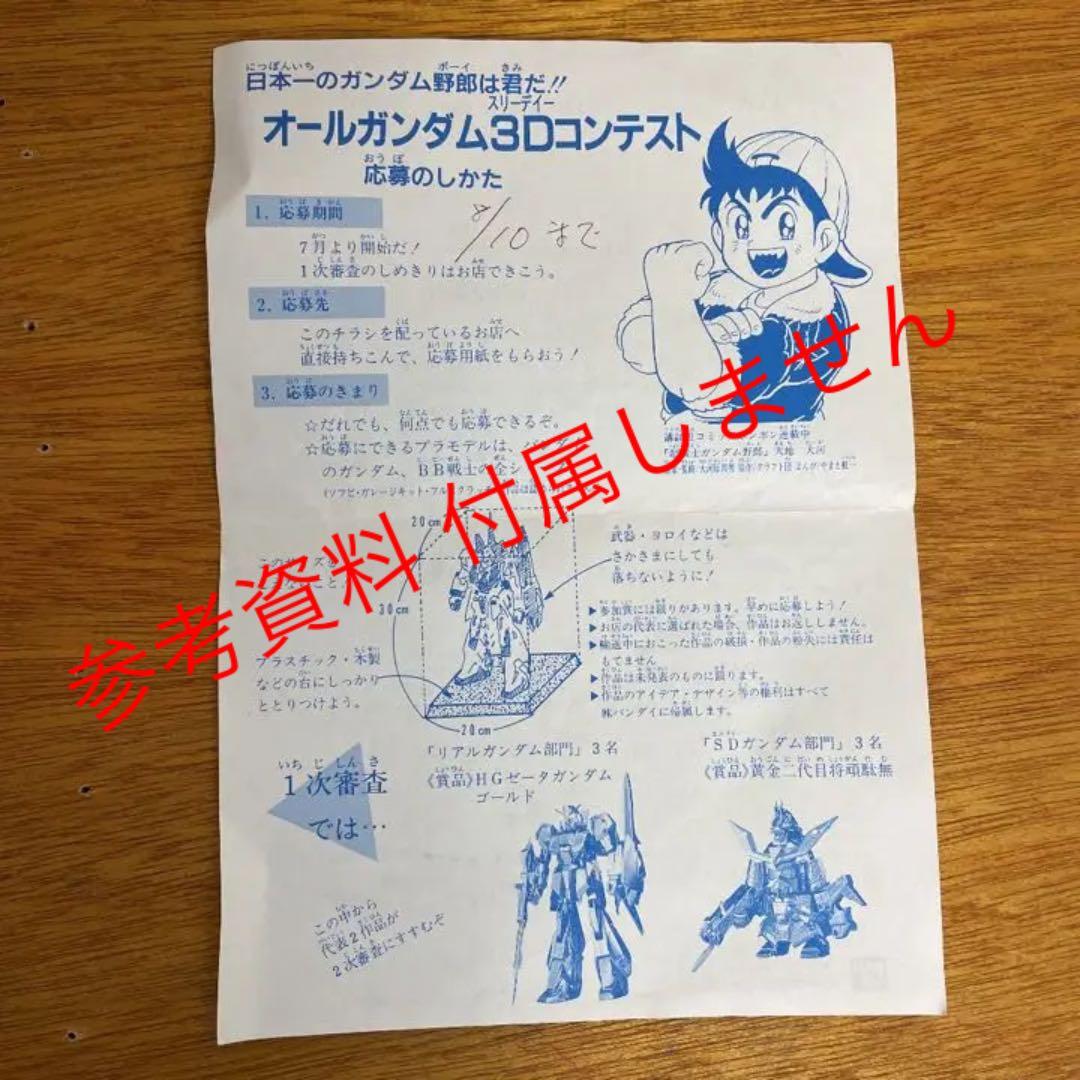 日本一のガンダム野郎は君だ!!
オールガンダム3Dコンテスト
応募のしかた
1. 応募期間
8/10 まで
7月より開始だ!
1次審査のしめきりはお店できこう。
2. 応募先
このチラシを配っているお店へ
直接持ちこんで、応募用紙をもらおう!
3. 応募のきまり
☆だれでも、何点でも応募できるぞ。
☆応募にできるプラモデルは、バンダイ
のガンダム、BB戦士の全シ
参考資料 付属しません
20cm
30cm
20cm
武器・ヨロイなどは
さかさまにしても
落ちないように!
プラスチック・木製
などの台にしっかり
ととりつけよう。
▶参加賞には限りがあります。早めに応募しよう!
▶お店の代表に選ばれた場合、作品はお返ししません。
▶輸送中におこった作品の破損・作品の紛失には責任は
もてません
▶作品は未発表のものに限ります。
▶作品のアイデア・デザイン等の権利はすべて
㈱バンダイに帰属します。
1次審査
では…
「リアルガンダム部門」3名
《賞品》HGゼータガンダム
ゴールド
「SDガンダム部門」3名
《賞品》黄金二代目将頑駄無
この中から
代表2作品が
2次審査にすすむぞ